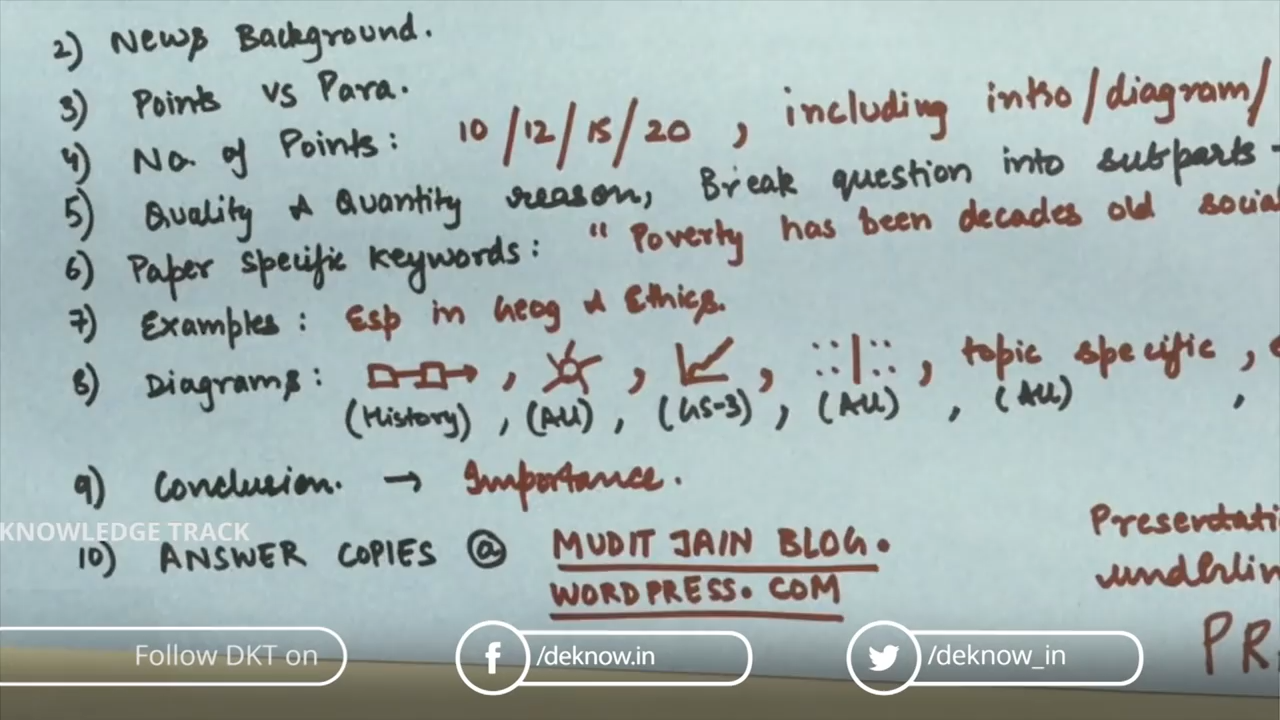 2) News Background.
3) Points vs Para.
4) No. of Points: 10/12/15/20, including intro/diagram/
5) Quality & Quantity reason, Break question into subparts -
6) Paper specific keywords: " Poverty has been decades old social
7) Examples: Esp in Geog & Ethics.
8) Diagrams: , , , , topic specific,
(History), (All), (GS-3), (All), (All) ,
9) Conclusion. → Importance.
KNOWLEDGE TRACK
Presentati
10) ANSWER COPIES @ MUDIT JAIN BLOG.
underlin
WORDPRESS. COM
PR
Follow DKT on
f /deknow.in
/deknow_in